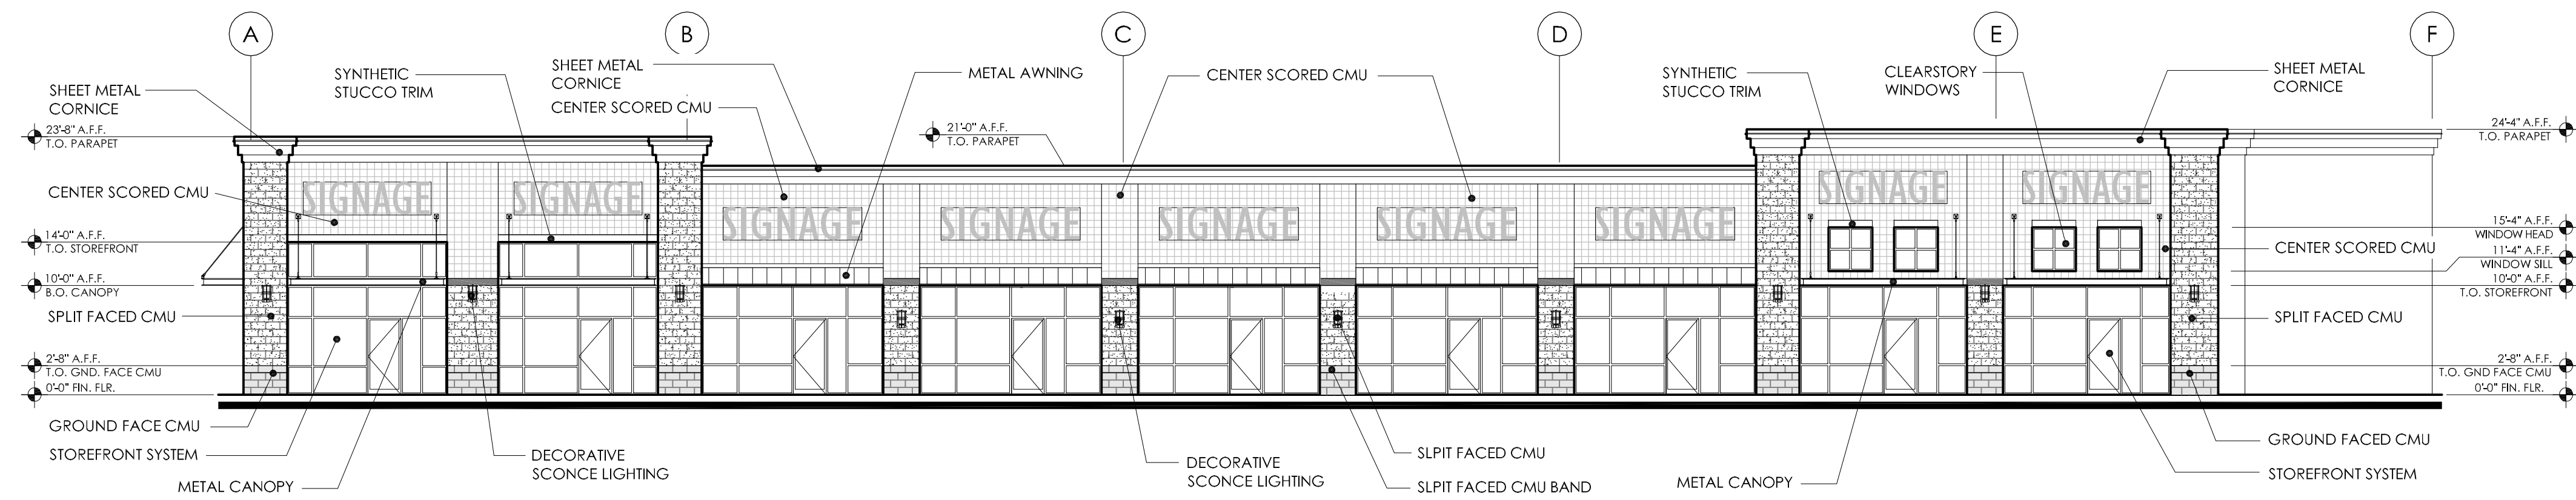 A
B
C
D
E
F
SHEET METAL
CORNICE
SYNTHETIC
STUCCO TRIM
SHEET METAL
CORNICE
CENTER SCORED CMU
METAL AWNING
CENTER SCORED CMU
SYNTHETIC
STUCCO TRIM
CLEARSTORY
WINDOWS
SHEET METAL
CORNICE
23'-8" A.F.F.
T.O. PARAPET
21'-0" A.F.F.
T.O. PARAPET
24'-4" A.F.F.
T.O. PARAPET
CENTER SCORED CMU
SIGNAGE
SIGNAGE
SIGNAGE
SIGNAGE
SIGNAGE
SIGNAGE
SIGNAGE
SIGNAGE
SIGNAGE
14'-0" A.F.F.
T.O. STOREFRONT
10'-0" A.F.F.
B.O. CANOPY
SPLIT FACED CMU
2'-8" A.F.F.
T.O. GND. FACE CMU
0'-0" FIN. FLR.
15'-4" A.F.F.
WINDOW HEAD
CENTER SCORED CMU
11'-4" A.F.F.
WINDOW SILL
10'-0" A.F.F.
T.O. STOREFRONT
SPLIT FACED CMU
2'-8" A.F.F.
T.O. GND FACE CMU
0'-0" FIN. FLR.
GROUND FACE CMU
STOREFRONT SYSTEM
METAL CANOPY
DECORATIVE
SCONCE LIGHTING
DECORATIVE
SCONCE LIGHTING
SLPIT FACED CMU
SLPIT FACED CMU BAND
METAL CANOPY
GROUND FACED CMU
STOREFRONT SYSTEM